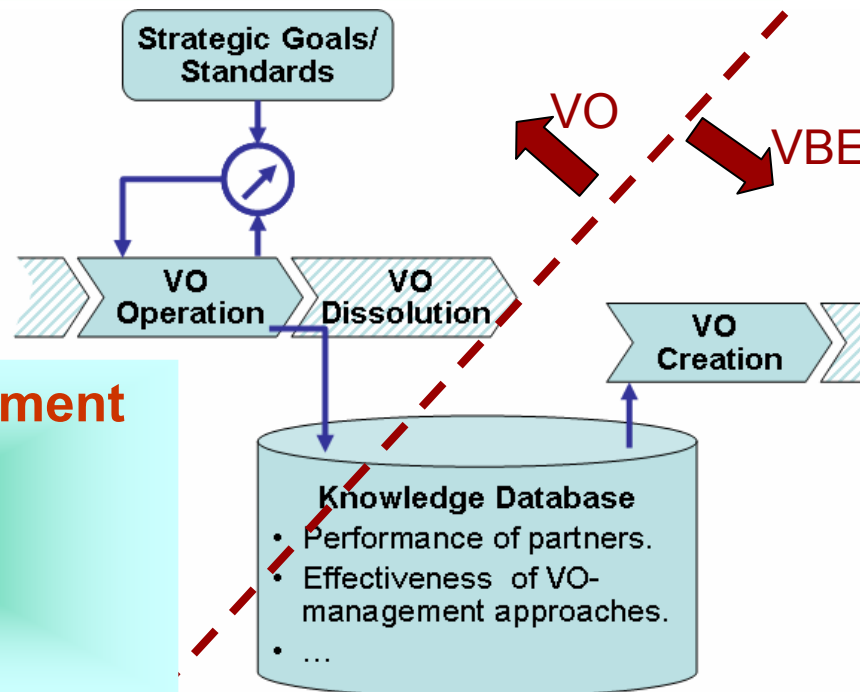 Strategic Goals/
Standards
VO
VBE
VO
Operation
VO
Dissolution
VO
Creation
ment
Knowledge Database
• Performance of partners.
• Effectiveness of VO-
management approaches.
• ...